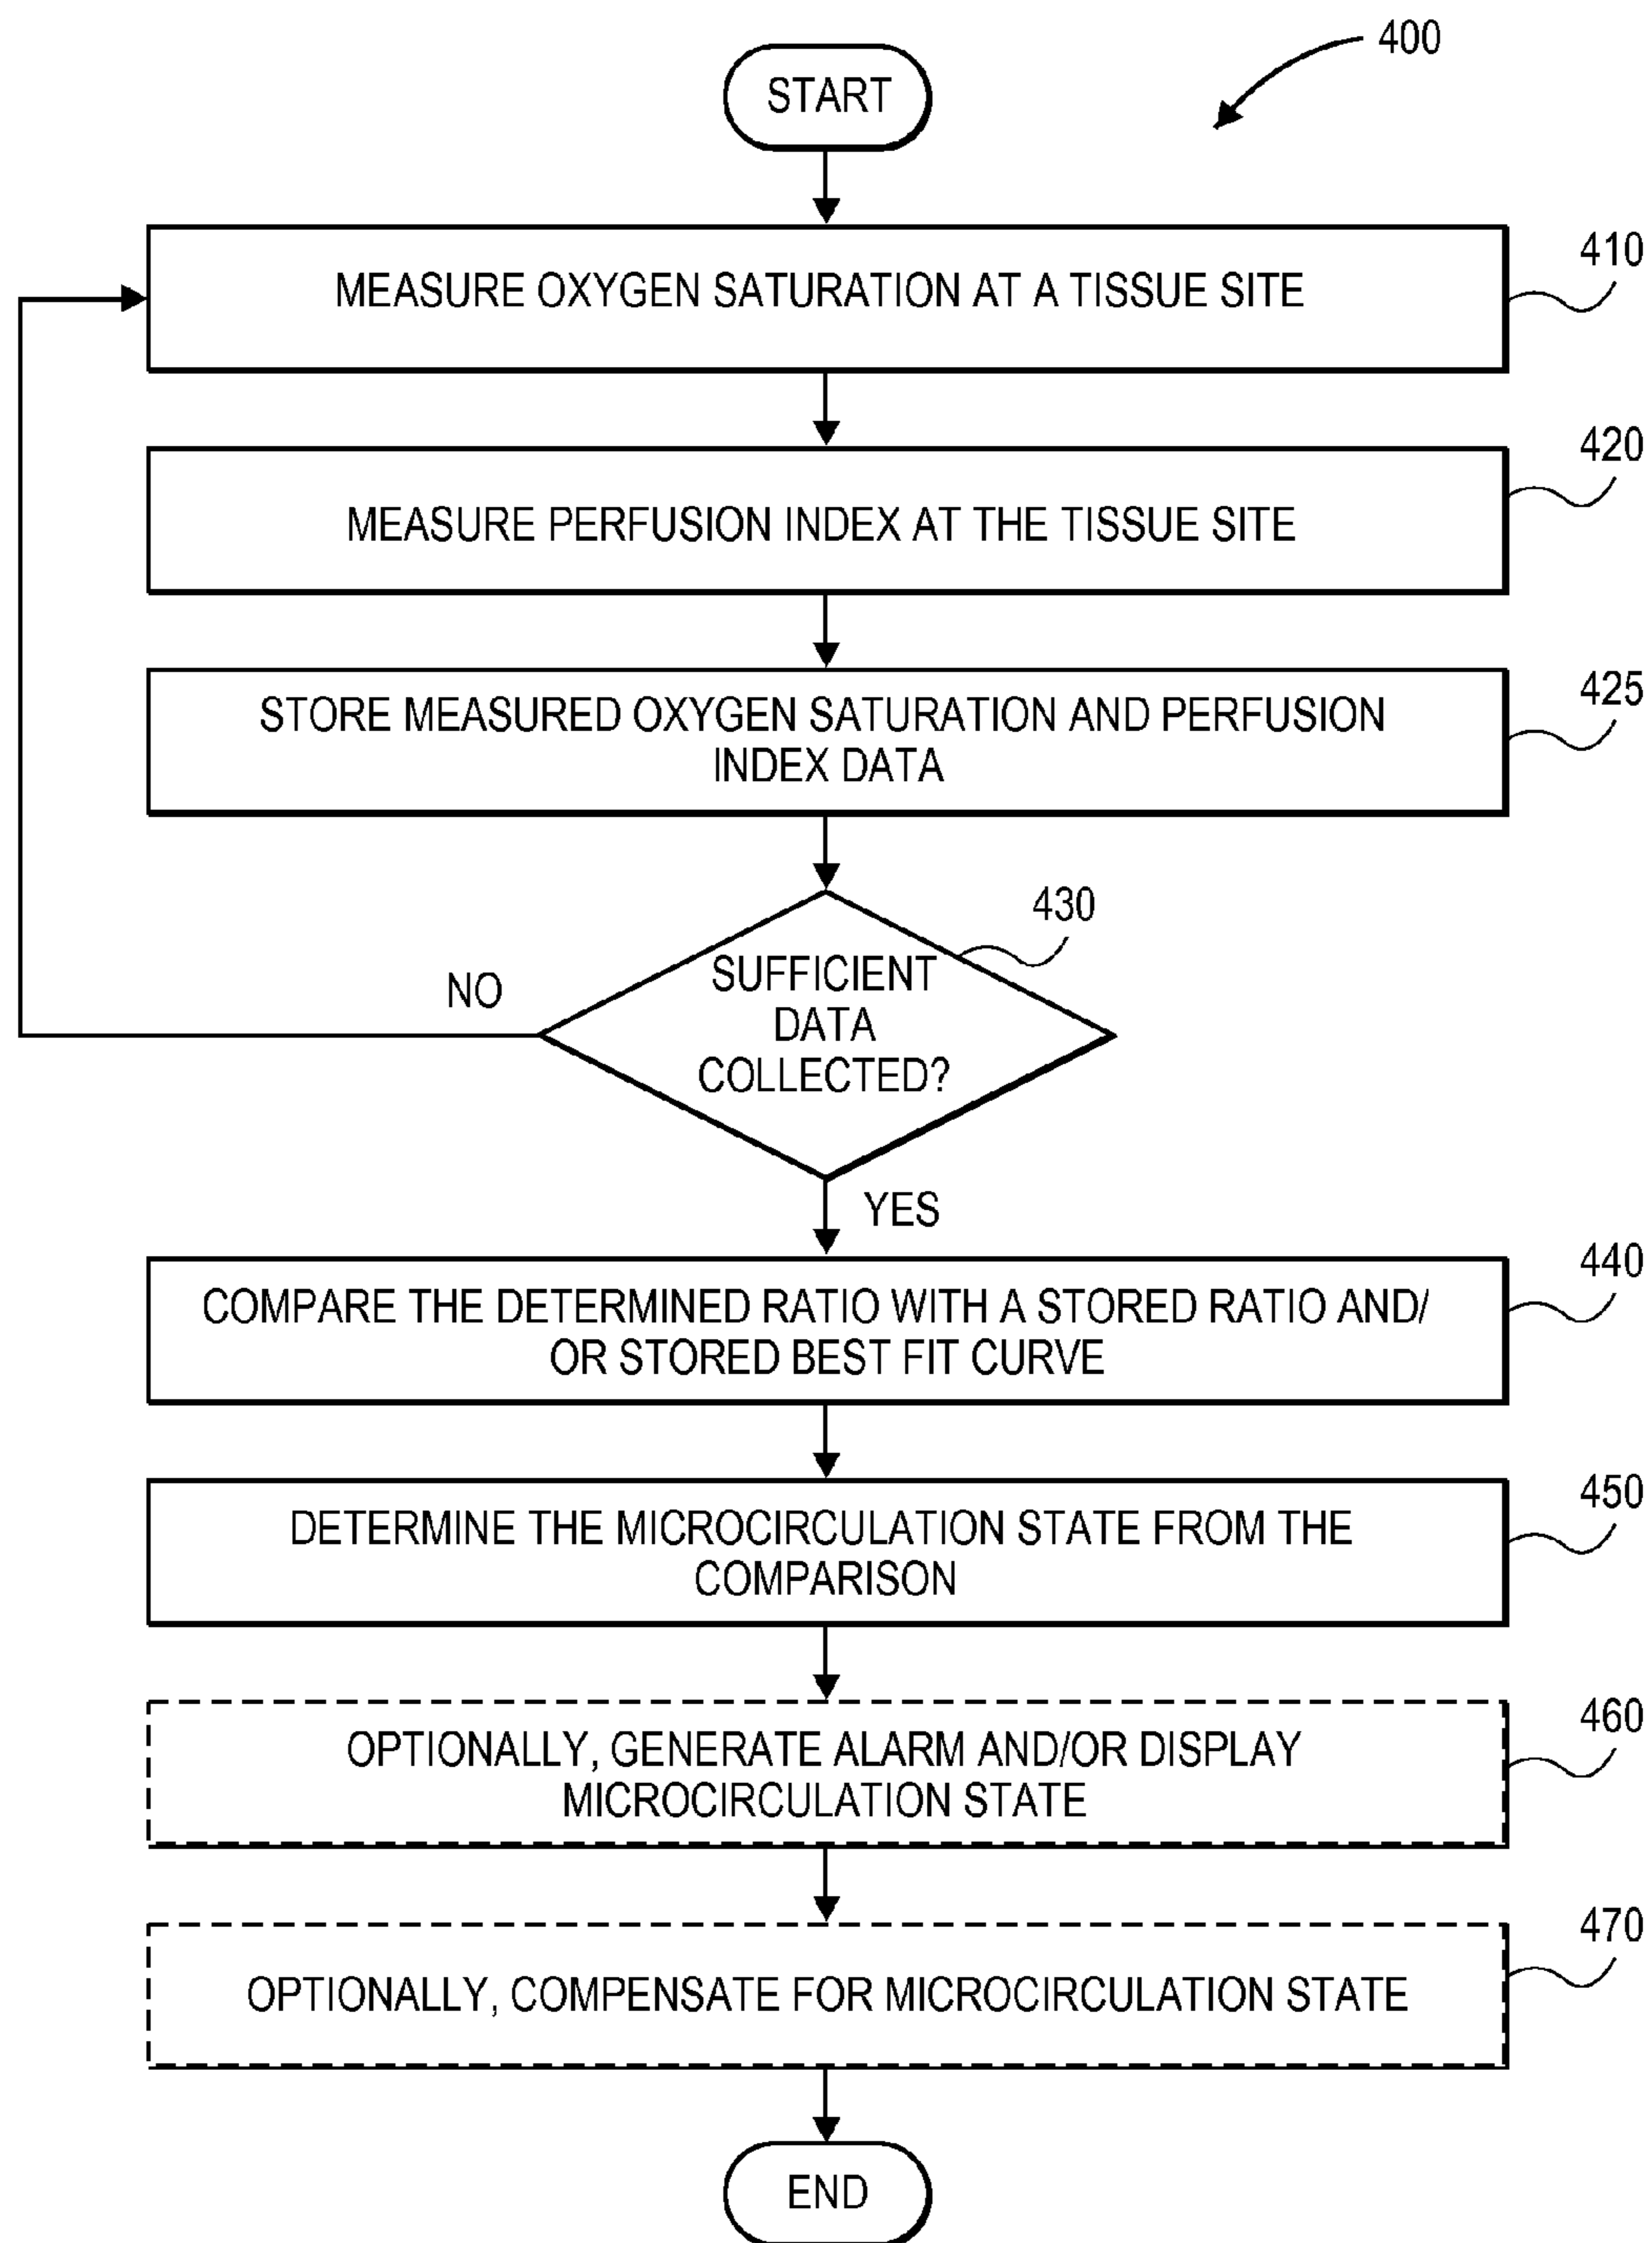 400
START
MEASURE OXYGEN SATURATION AT A TISSUE SITE
410
MEASURE PERFUSION INDEX AT THE TISSUE SITE
420
STORE MEASURED OXYGEN SATURATION AND PERFUSION
INDEX DATA
425
SUFFICIENT
DATA
COLLECTED?
430
NO
YES
COMPARE THE DETERMINED RATIO WITH A STORED RATIO AND/
OR STORED BEST FIT CURVE
440
DETERMINE THE MICROCIRCULATION STATE FROM THE
COMPARISON
450
OPTIONALLY, GENERATE ALARM AND/OR DISPLAY
MICROCIRCULATION STATE
460
OPTIONALLY, COMPENSATE FOR MICROCIRCULATION STATE
470
END